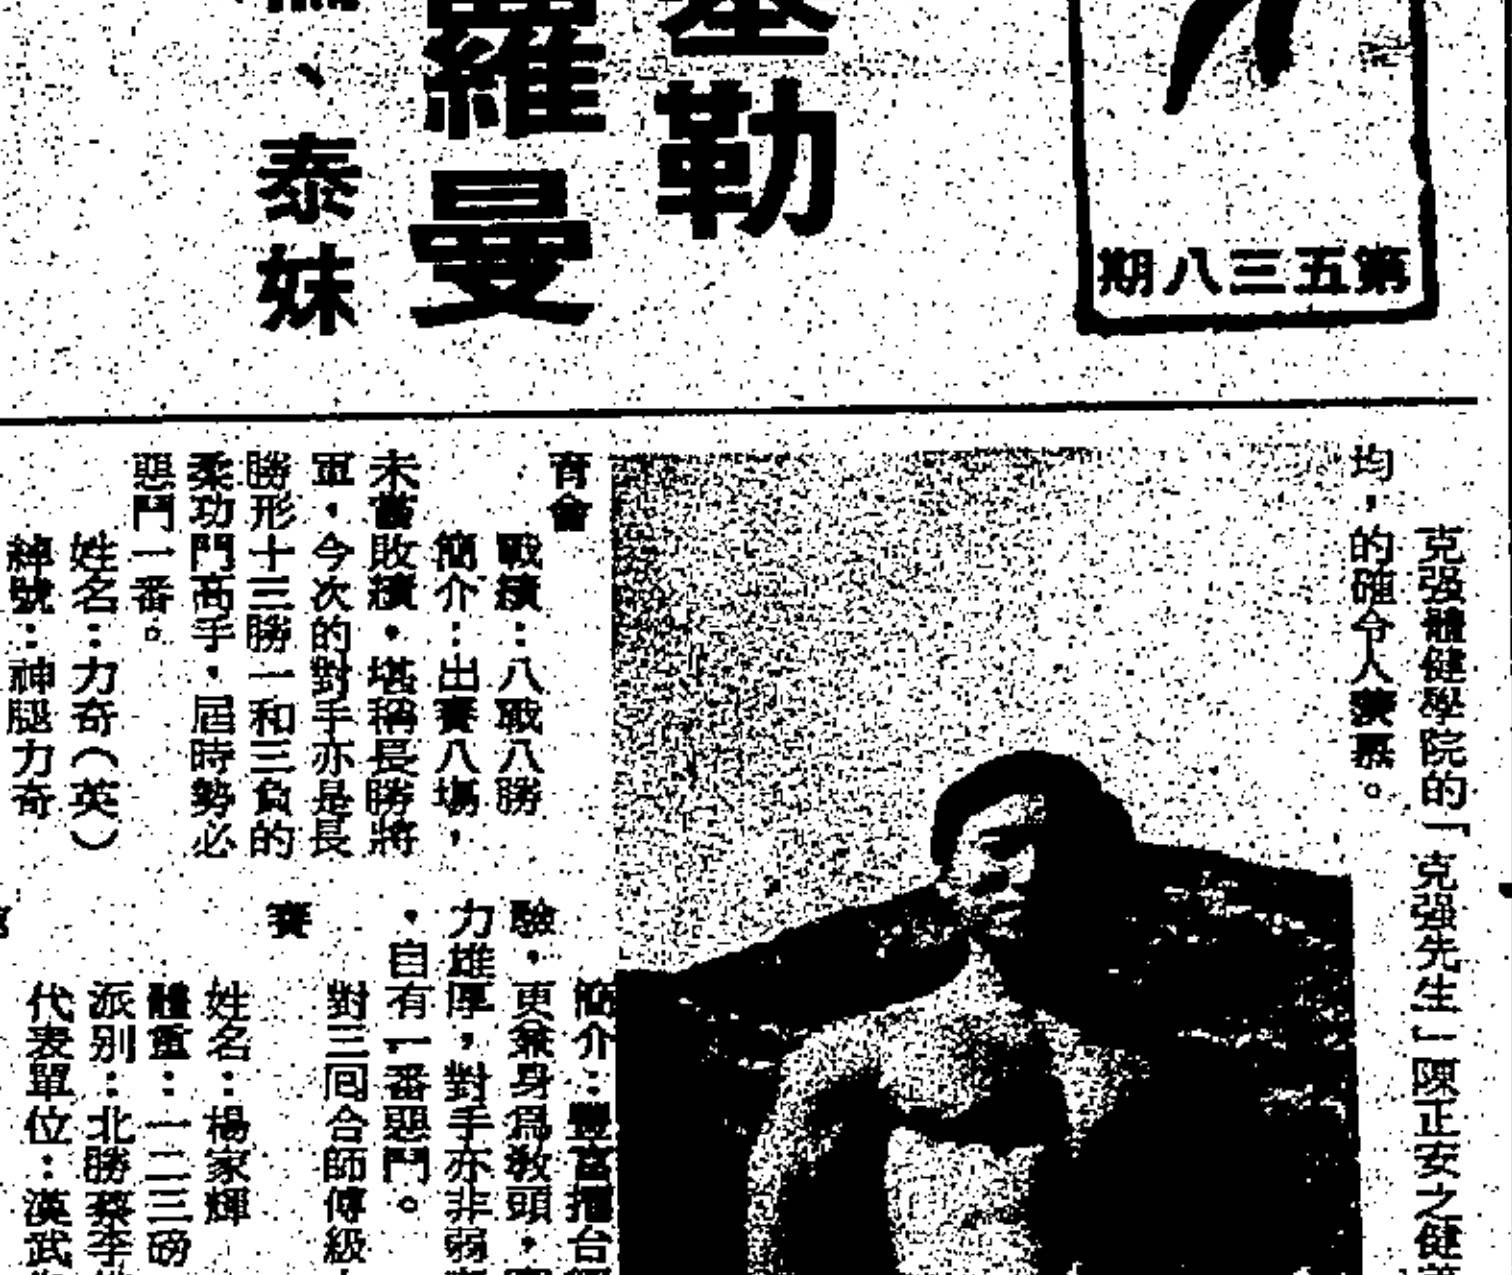 第五三八期
勒
羅曼
、泰妹
克强體健學院的「克强先生」陳正安之健
均，的確令人羨慕。
育會
戰績：八戰八勝
簡介：出賽八場，
未嘗敗績，堪稱長勝將
軍，今次的對手亦是長
勝形十三勝一和三負的
柔功門高手，屆時勢必
惡鬥一番。
姓名：力奇（英）
綽號：神腿力奇
簡介：豐富擂台
驗，更兼身爲教頭，
力雄厚，對手亦非弱
，自有一番惡鬥。
對三囘合師傅級
賽
姓名：楊家輝
體重：一二三磅
派别：北勝蔡李
代表單位：漢武